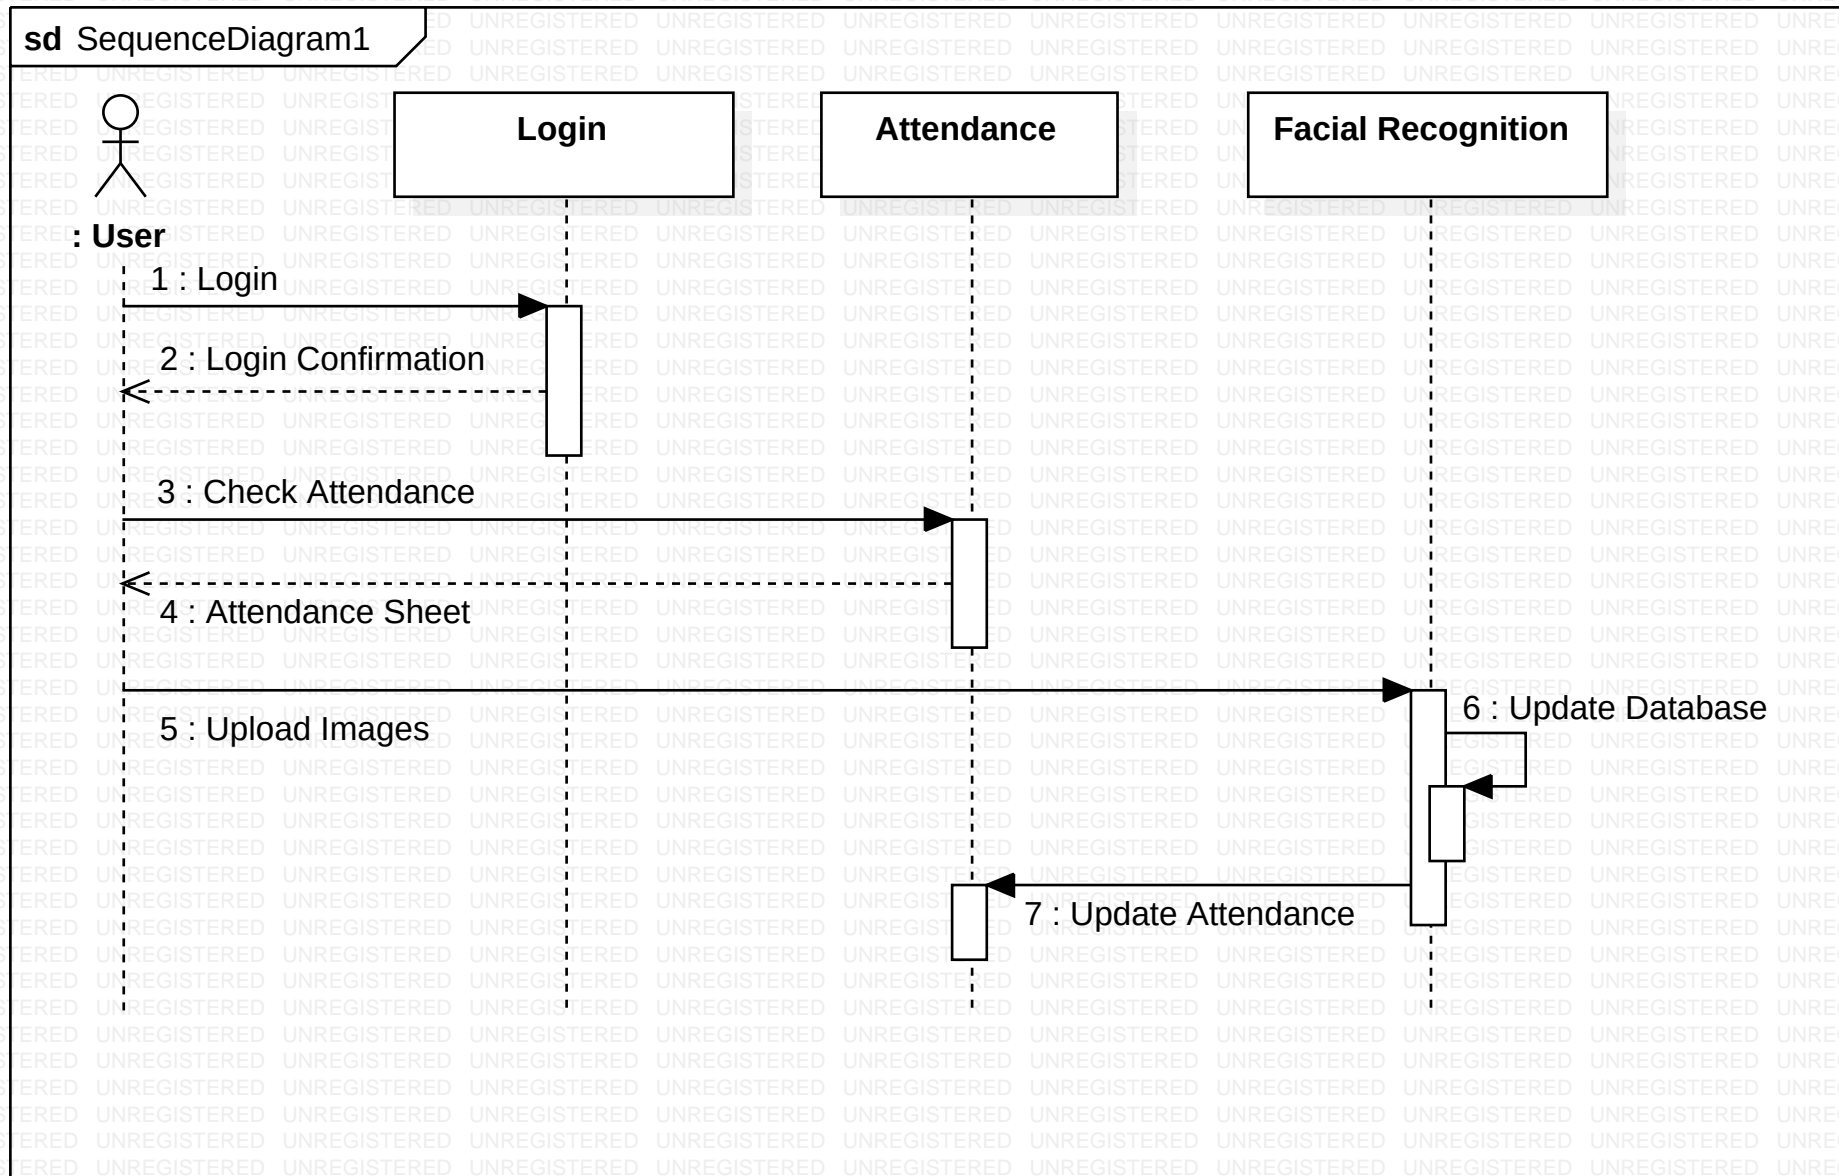 sd SequenceDiagram1
Login
Attendance
Facial Recognition
: User
1 : Login
2 : Login Confirmation
3 : Check Attendance
4 : Attendance Sheet
5 : Upload Images
6 : Update Database
7 : Update Attendance
UNREGISTERED